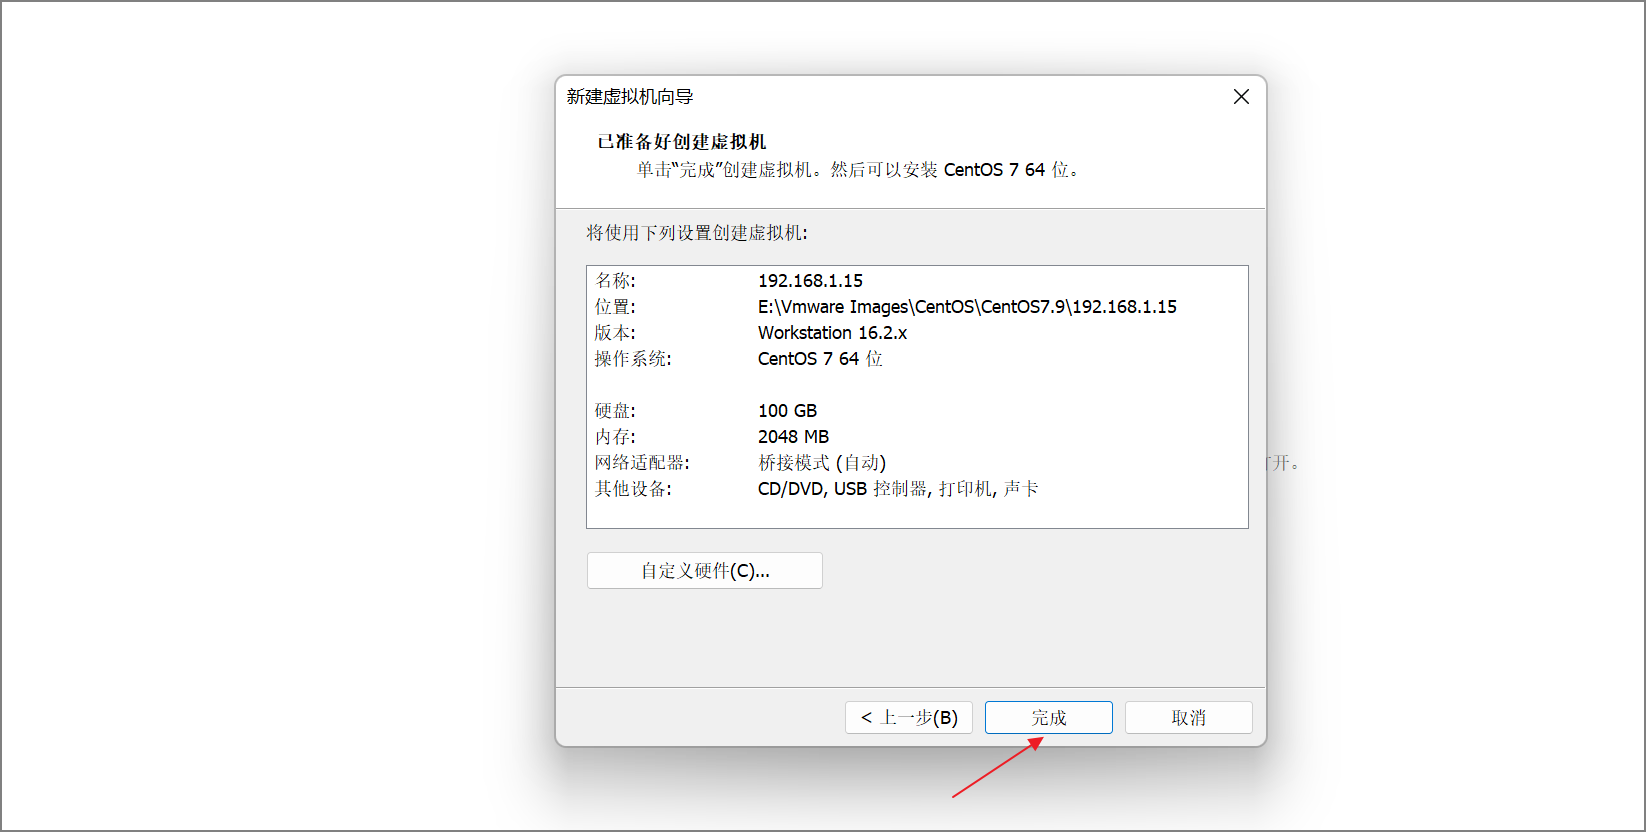 新建虚拟机向导
已准备好创建虚拟机
单击“完成”创建虚拟机。然后可以安装 CentOS 7 64 位。
将使用下列设置创建虚拟机:
名称: 192.168.1.15
位置: E:\Vmware Images\CentOS\CentOS7.9\192.168.1.15
版本: Workstation 16.2.x
操作系统: CentOS 7 64 位
硬盘: 100 GB
内存: 2048 MB
网络适配器: 桥接模式 (自动)
其他设备: CD/DVD, USB 控制器, 打印机, 声卡
开。
自定义硬件(C)...
< 上一步(B) 完成 取消